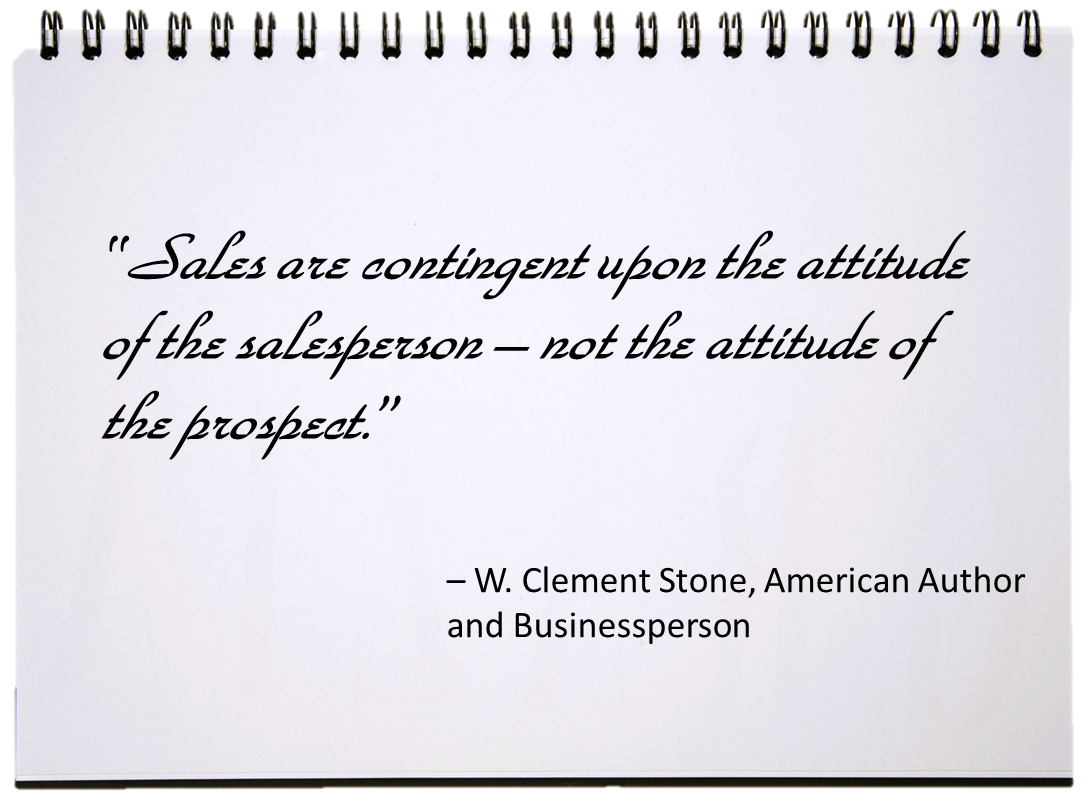 “Sales are contingent upon the attitude
of the salesperson – not the attitude of
the prospect.”
– W. Clement Stone, American Author
and Businessperson